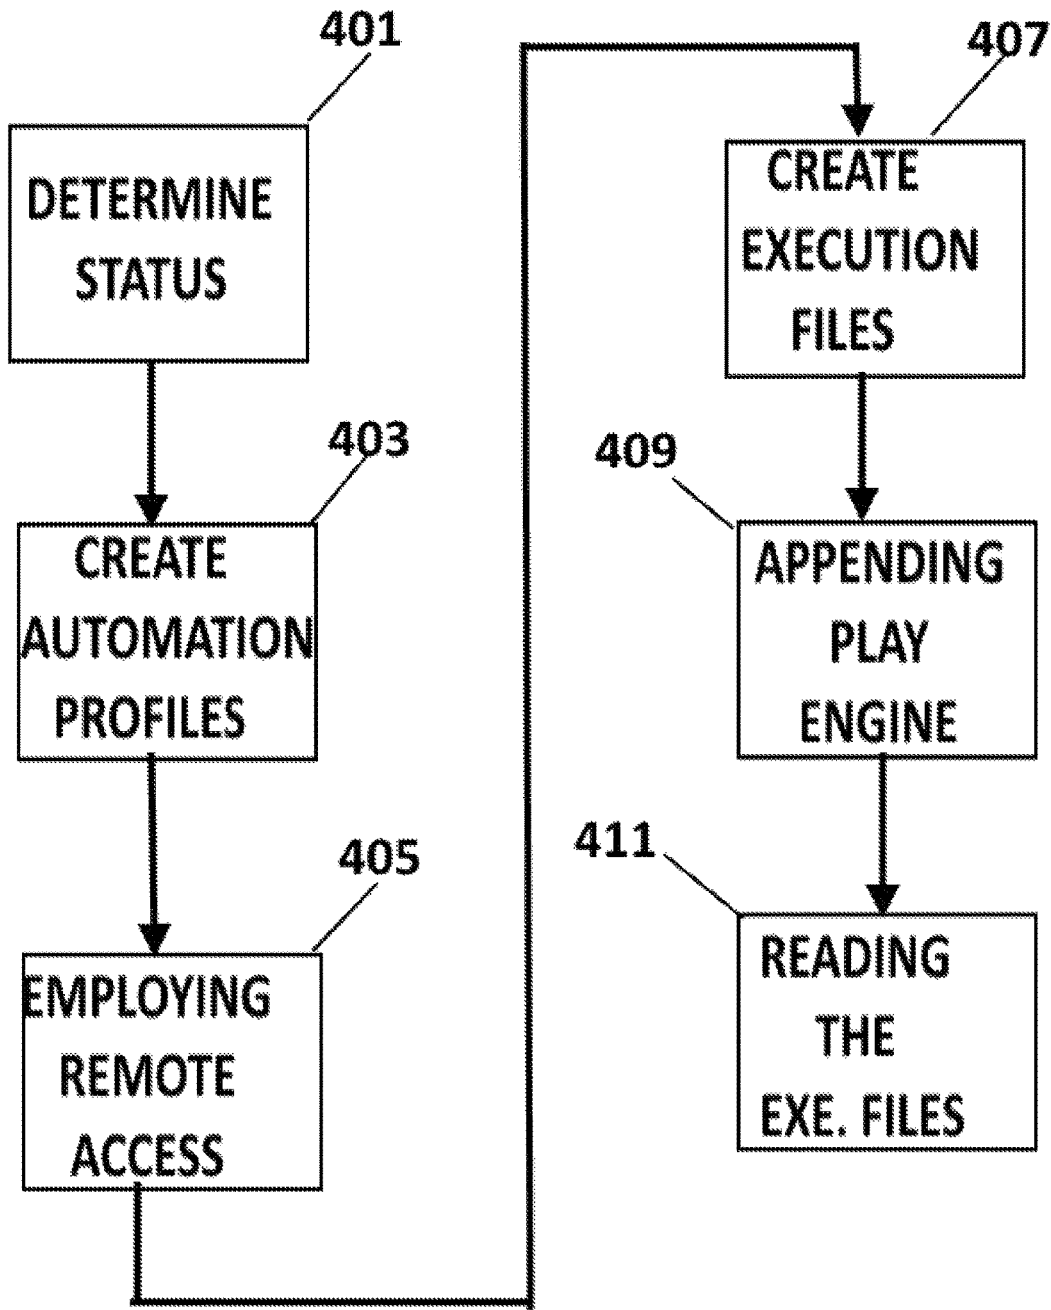 401
DETERMINE
STATUS
403
CREATE
AUTOMATION
PROFILES
405
EMPLOYING
REMOTE
ACCESS
407
CREATE
EXECUTION
FILES
409
APPENDING
PLAY
ENGINE
411
READING
THE
EXE. FILES